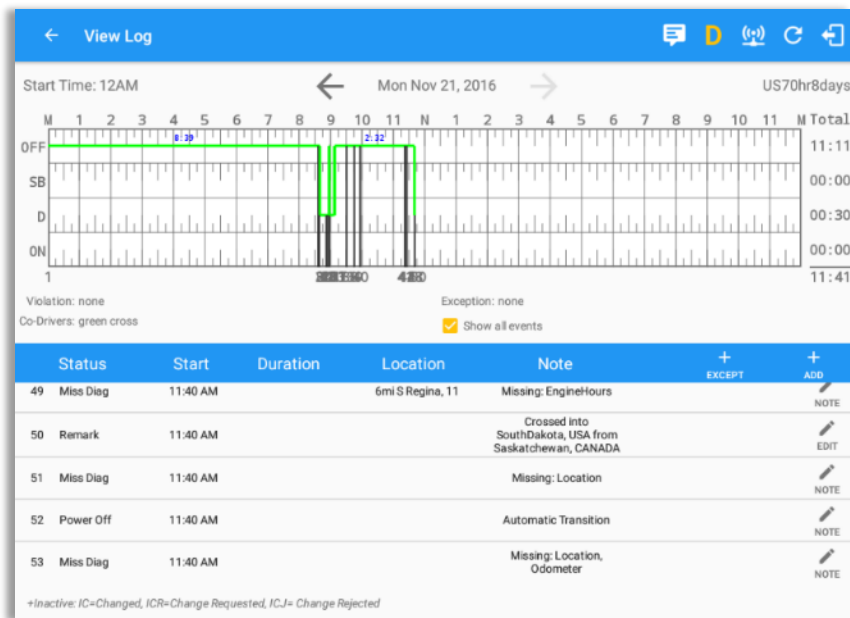 View Log
D
Start Time: 12AM
Mon Nov 21, 2016
US70hr8days
M 1 2 3 4 5 6 7 8 9 10 11 N 1 2 3 4 5 6 7 8 9 10 11 M Total
8:39 2:32
OFF 11:11
SB 00:00
D 00:30
ON 00:00
1
11:41
Violation: none
Exception: none
Co-Drivers: green cross
Show all events
Status Start Duration Location Note + EXCEPT + ADD
49 Miss Diag 11:40 AM 6mi S Regina, 11 Missing: EngineHours NOTE
50 Remark 11:40 AM Crossed into
SouthDakota, USA from
Saskatchewan, CANADA EDIT
51 Miss Diag 11:40 AM Missing: Location NOTE
52 Power Off 11:40 AM Automatic Transition NOTE
53 Miss Diag 11:40 AM Missing: Location,
Odometer NOTE
+Inactive: IC=Changed, ICR=Change Requested, ICJ= Change Rejected